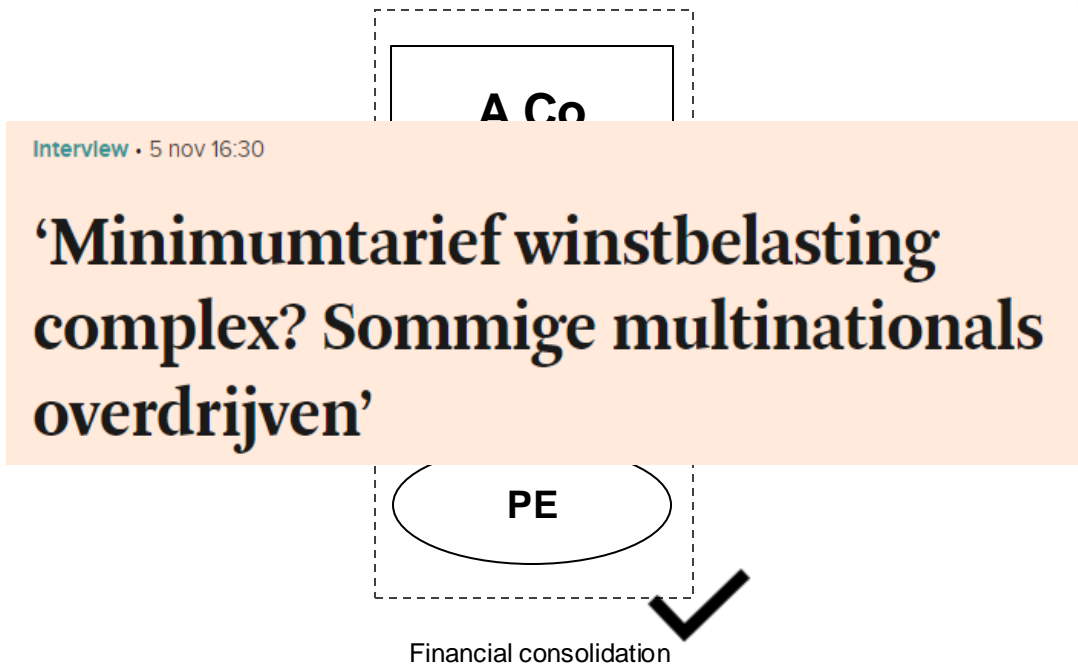 A Co
Interview • 5 nov 16:30
‘Minimumtarief winstbelasting
complex? Sommige multinationals
overdrijven’
PE
Financial consolidation